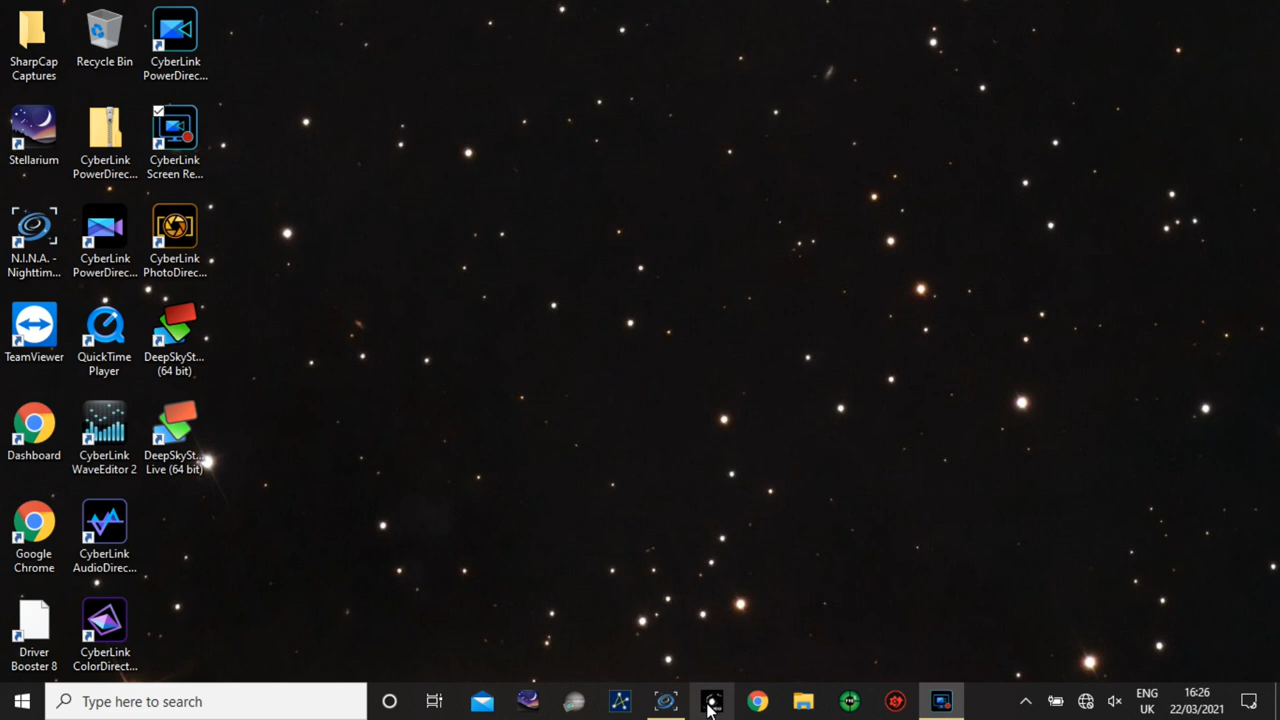 SharpCap
Captures
Recycle Bin
CyberLink
PowerDirec...
Stellarium
CyberLink
PowerDirec...
CyberLink
Screen Re...
N.I.N.A. -
Nighttim...
CyberLink
PowerDirec...
CyberLink
PhotoDirec...
TeamViewer
QuickTime
Player
DeepSkySt...
(64 bit)
Dashboard
CyberLink
WaveEditor 2
DeepSkySt...
Live (64 bit)
Google
Chrome
CyberLink
AudioDirec...
Driver
Booster 8
CyberLink
ColorDirect...
Type here to search
ENG
UK
16:26
22/03/2021